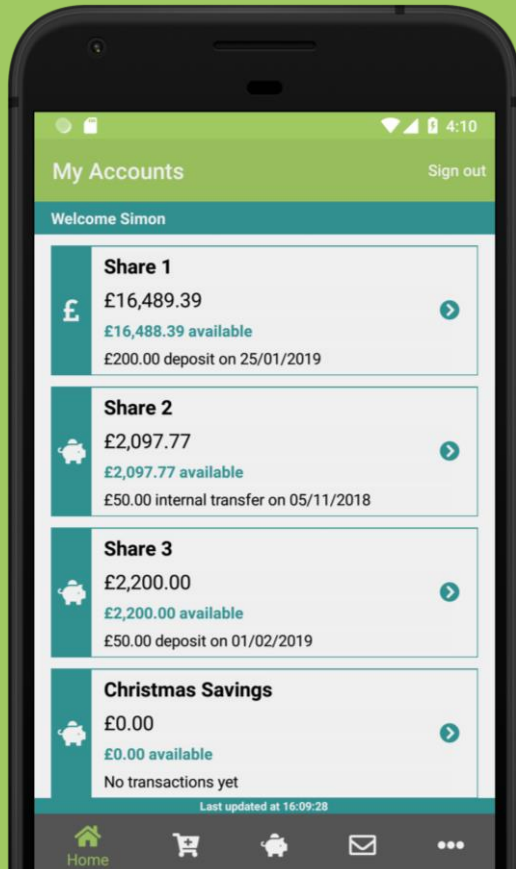 4:10
My Accounts
Sign out
Welcome Simon
Share 1
£
£16,489.39
£16,488.39 available
£200.00 deposit on 25/01/2019
Share 2
£2,097.77
£2,097.77 available
£50.00 internal transfer on 05/11/2018
Share 3
£2,200.00
£2,200.00 available
£50.00 deposit on 01/02/2019
Christmas Savings
£0.00
£0.00 available
No transactions yet
Last updated at 16:09:28
Home